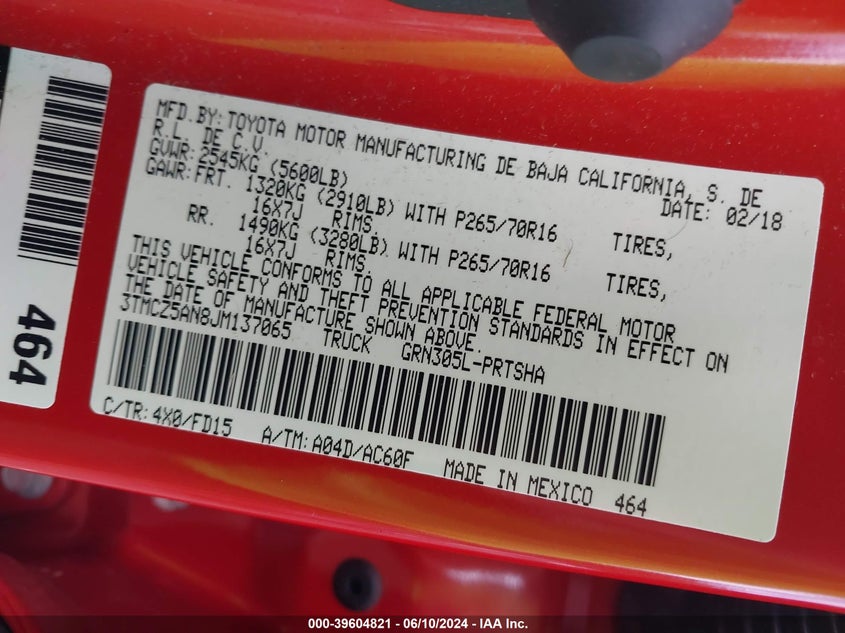 464
MFD.BY:TOYOTA MOTOR MANUFACTURING DE BAJA CALIFORNIA, S. DE
R.L. DE C.V. DATE: 02/18
GVWR:2545KG (5600LB)
GAWR:FRT. 1320KG (2910LB) WITH P265/70R16 TIRES,
16X7J RIMS.
RR. 1490KG (3280LB) WITH P265/70R16 TIRES,
16X7J RIMS.
THIS VEHICLE CONFORMS TO ALL APPLICABLE FEDERAL MOTOR
VEHICLE SAFETY AND THEFT PREVENTION STANDARDS IN EFFECT ON
THE DATE OF MANUFACTURE SHOWN ABOVE.
3TMCZ5AN8JM137065 TRUCK GRN305L-PRTSHA
C/TR:4X0/FD15 A/TM:A04D/AC60F MADE IN MEXICO 464
000-39604821 / 06/10/2024 - IAA Inc.